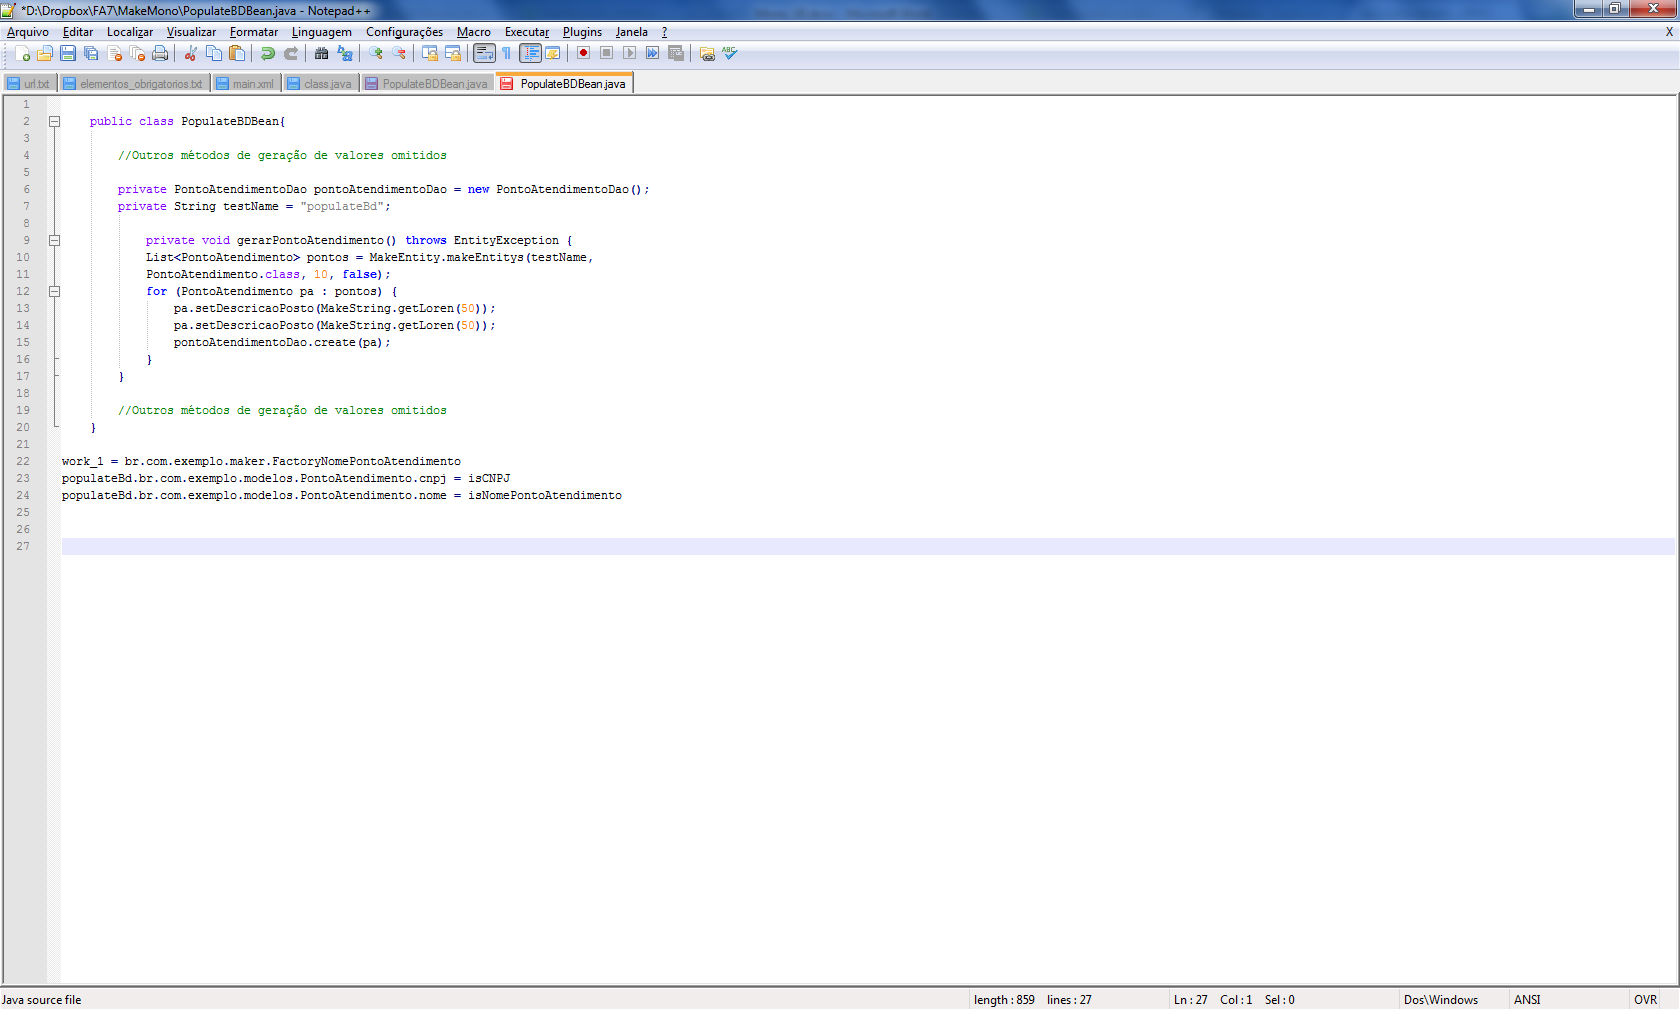 *D:\Dropbox\FA7\MakeMono\PopulateBDBean.java - Notepad++
Arquivo Editar Localizar Visualizar Formatar Linguagem Configurações Macro Executar Plugins Janela ? X
url.txt elementos_obrigatorios.txt main.xml class.java PopulateBDBean.java PopulateBDBean.java
1
2 public class PopulateBDBean{
3
4 //Outros métodos de geração de valores omitidos
5
6 private PontoAtendimentoDao pontoAtendimentoDao = new PontoAtendimentoDao();
7 private String testName = "populateBd";
8
9 private void gerarPontoAtendimento() throws EntityException {
10 List<PontoAtendimento> pontos = MakeEntity.makeEntitys(testName,
11 PontoAtendimento.class, 10, false);
12 for (PontoAtendimento pa : pontos) {
13 pa.setDescricaoPosto(MakeString.getLoren(50));
14 pa.setDescricaoPosto(MakeString.getLoren(50));
15 pontoAtendimentoDao.create(pa);
16 }
17 }
18
19 //Outros métodos de geração de valores omitidos
20 }
21
22 work_1 = br.com.exemplo.maker.FactoryNomePontoAtendimento
23 populateBd.br.com.exemplo.modelos.PontoAtendimento.cnpj = isCNPJ
24 populateBd.br.com.exemplo.modelos.PontoAtendimento.nome = isNomePontoAtendimento
25
26
27
Java source file length : 859 lines : 27 Ln : 27 Col : 1 Sel : 0 Dos\Windows ANSI OVR